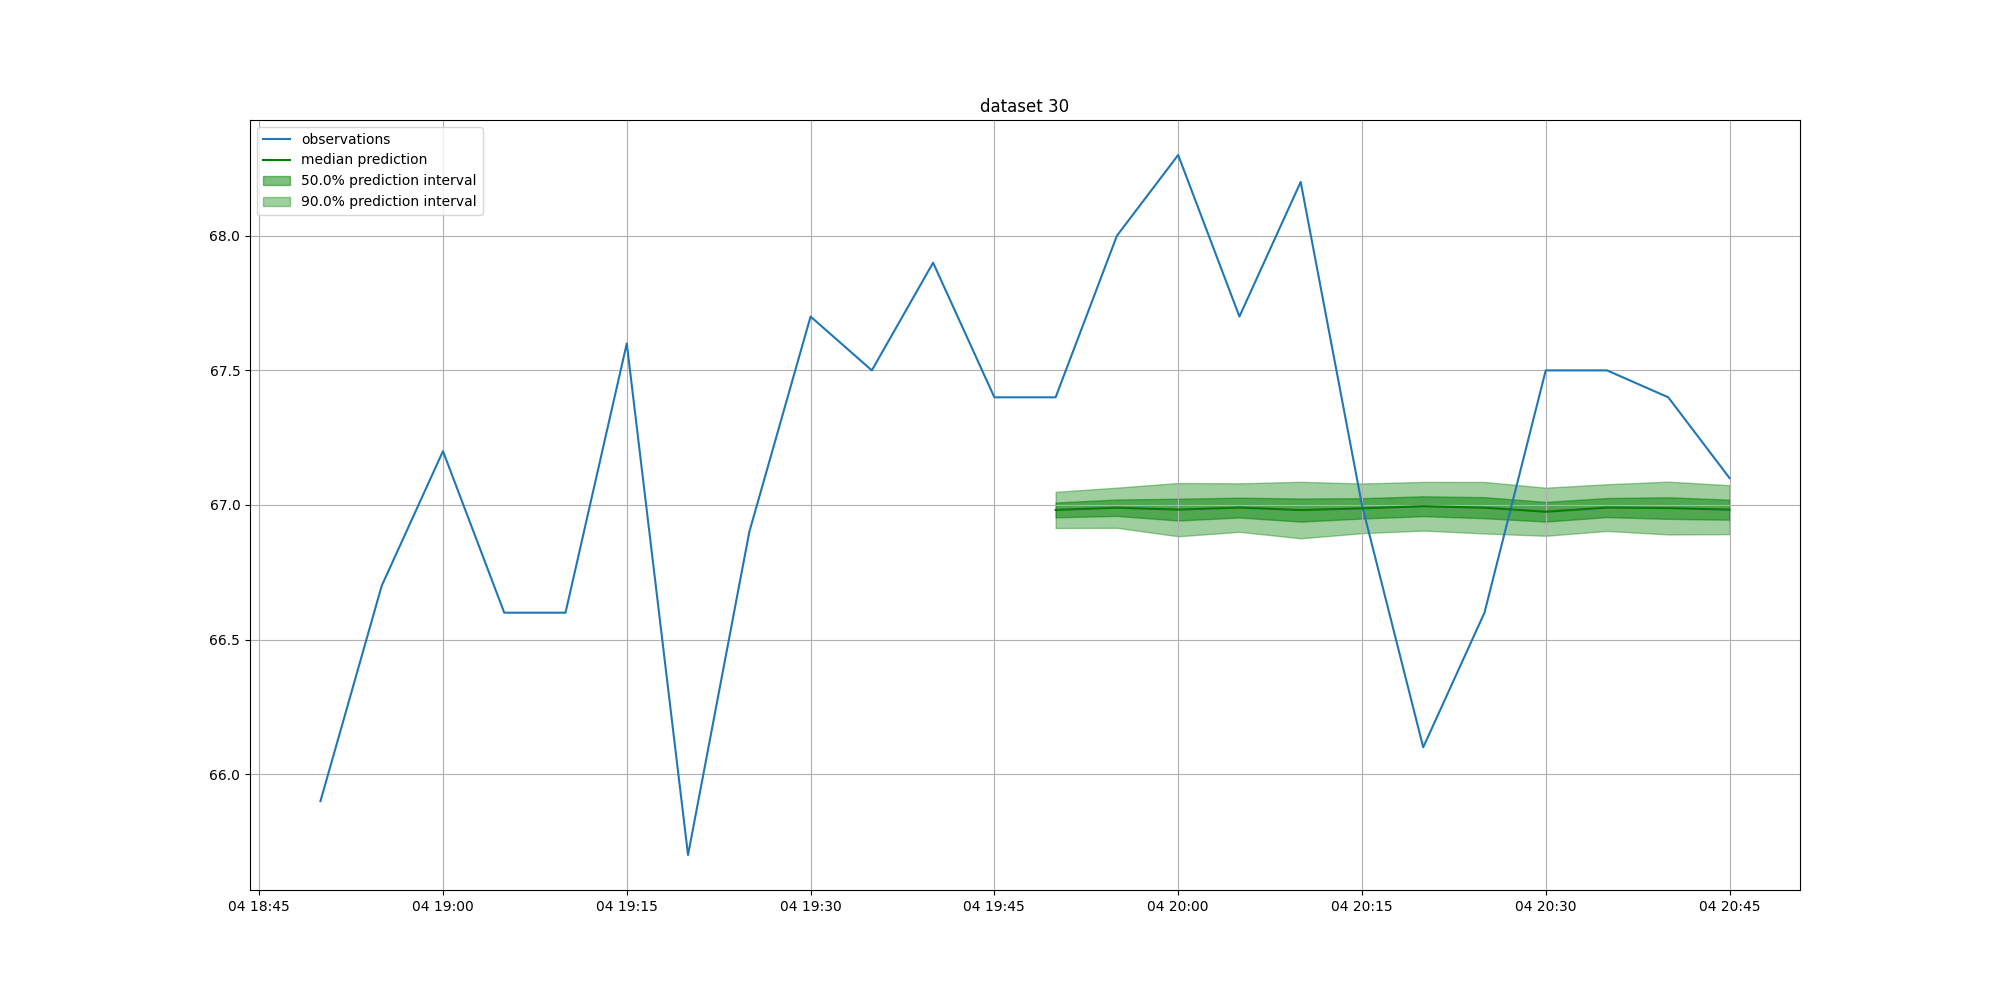 dataset 30
observations
median prediction
50.0% prediction interval
90.0% prediction interval
68.0
67.5
67.0
66.5
66.0
04 18:45 04 19:00 04 19:15 04 19:30 04 19:45 04 20:00 04 20:15 04 20:30 04 20:45